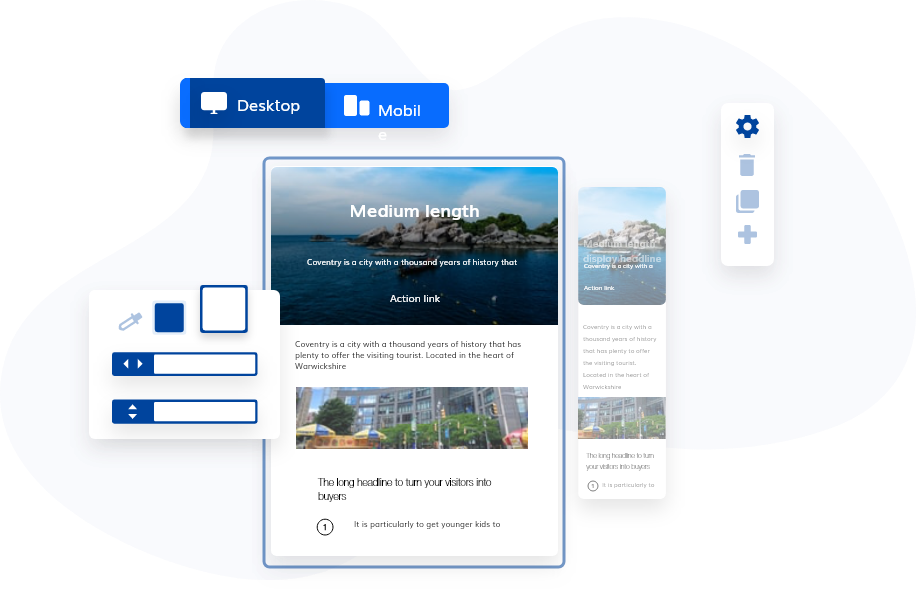 Desktop
Mobil
e
Medium length
Coventry is a city with a thousand years of history that
Action link
Coventry is a city with a thousand years of history that has
plenty to offer the visiting tourist. Located in the heart of
Warwickshire
The long headline to turn your visitors into
buyers
1
It is particularly to get younger kids to
Medium length
display headline
Coventry is a city with a
Action link
Coventry is a city with a
thousand years of history
that has plenty to offer
the visiting tourist.
Located in the heart of
Warwickshire
The long headline to turn
your visitors into buyers
1
It is particularly to